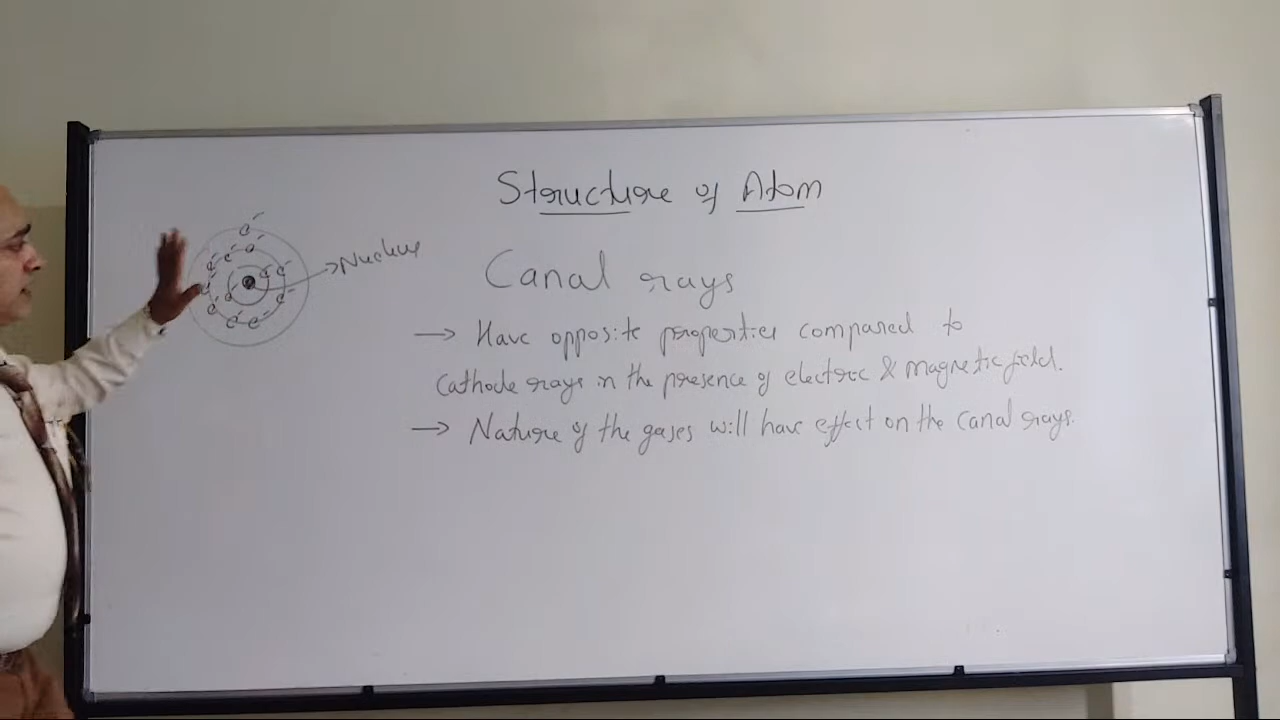 Structure of Atom
Nucleus
Canal rays
→ Have opposite properties compared to
cathode rays in the presence of electric & magnetic field.
→ Nature of the gases will have effect on the canal rays.
e⁻
e⁻
e⁻
e⁻
e⁻
e⁻
e⁻
e⁻
e⁻
e⁻
e⁻